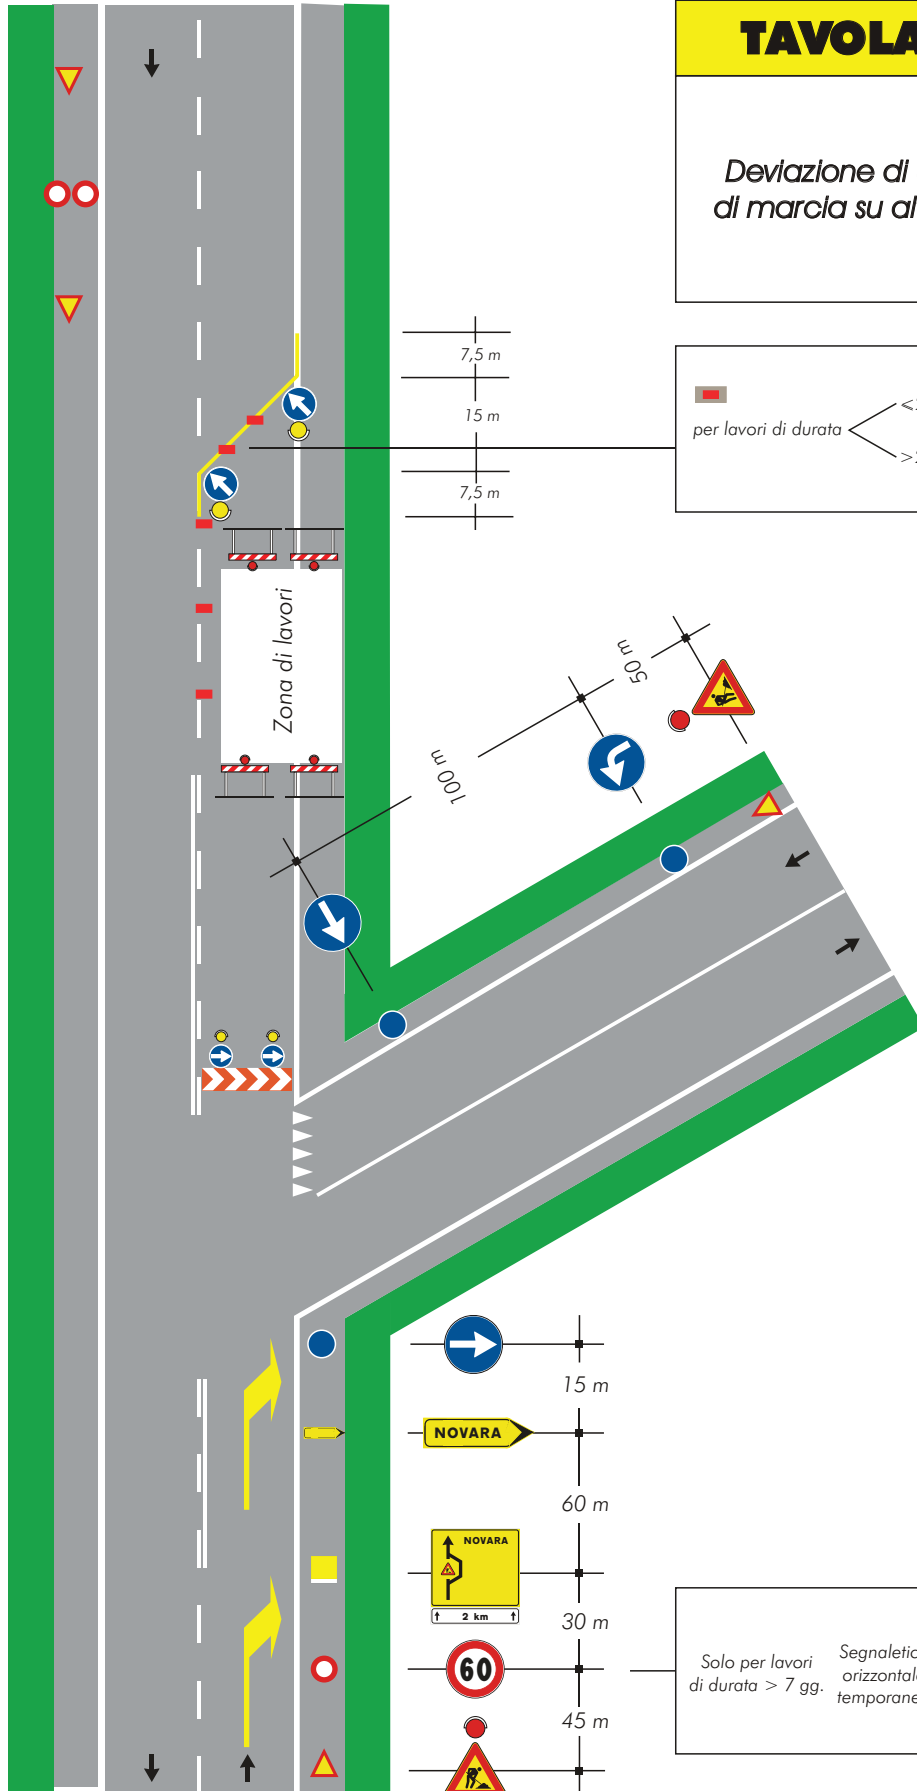 TAVOLA
Deviazione di
di marcia su al
7,5 m
15 m
7,5 m
per lavori di durata
Zona di lavori
50 m
100 m
15 m
NOVARA
60 m
NOVARA
2 km
30 m
60
45 m
Solo per lavori
di durata > 7 gg.
Segnaletic
orizzontal
temporane